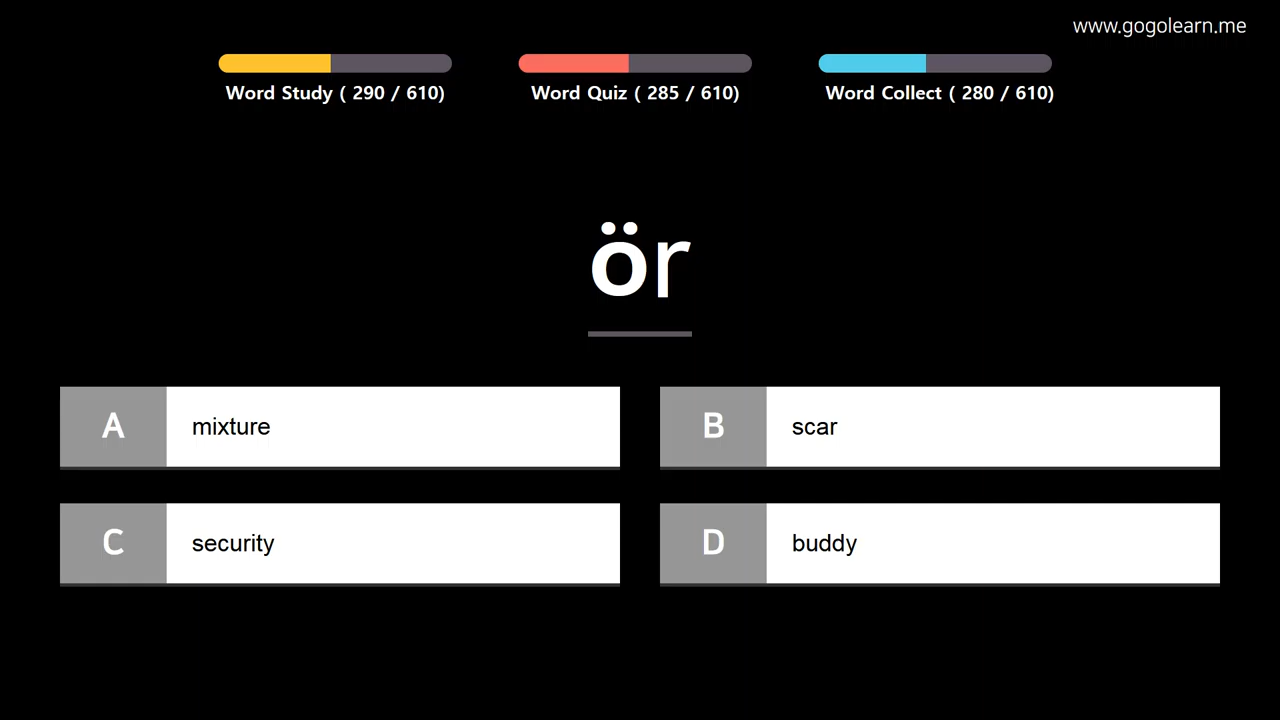 www.gogolearn.me
Word Study ( 290 / 610)
Word Quiz ( 285 / 610)
Word Collect ( 280 / 610)
ör
A mixture
B scar
C security
D buddy